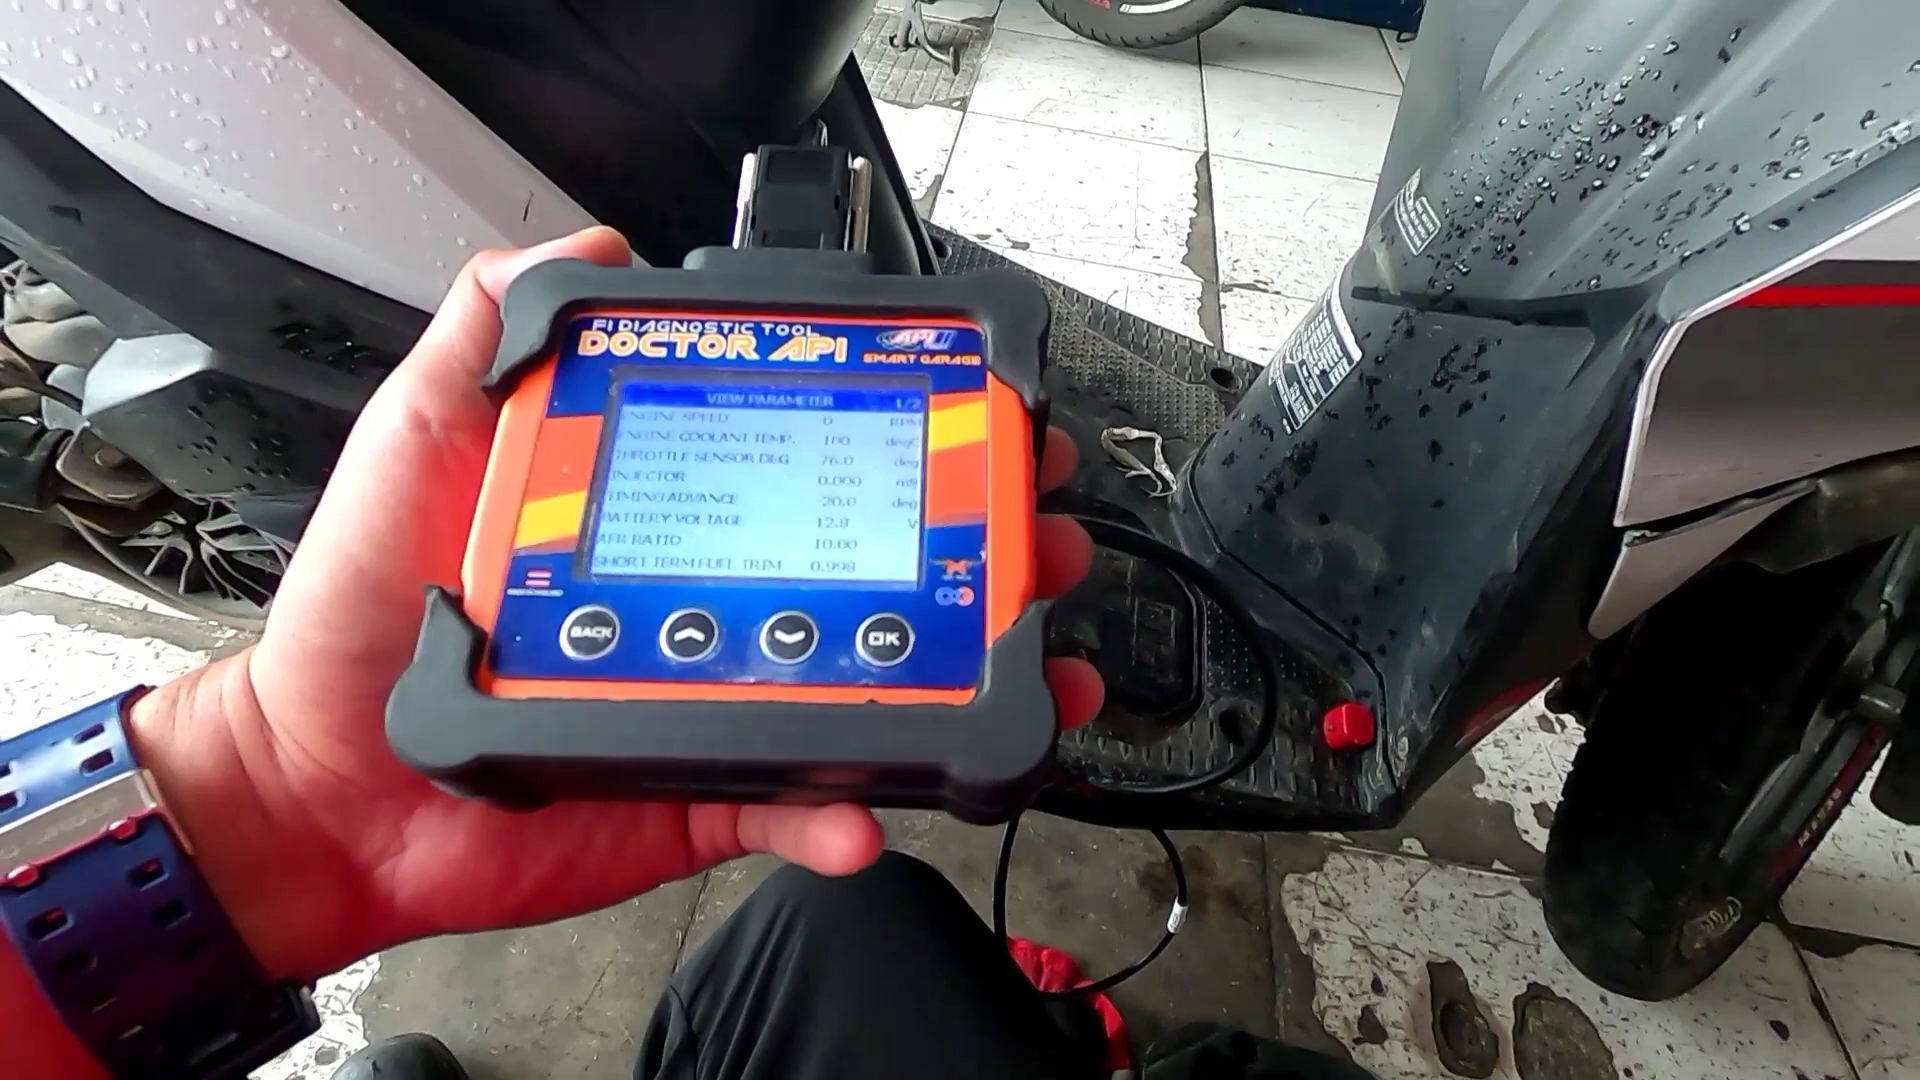 FI DIAGNOSTIC TOOL
DOCTOR API
API
SMART GARAGE
VIEW PARAMETER 1/2
ENGINE SPEED 0 RPM
ENGINE COOLANT TEMP. 100 degC
THROTTLE SENSOR DEG 76.0 deg
INJECTOR 0.000 mS
TIMING ADVANCE -20.0 deg
BATTERY VOLTAGE 12.8 V
AFR RATIO 10.00
SHORT TERM FUEL TRIM 0.998
BACK
OK